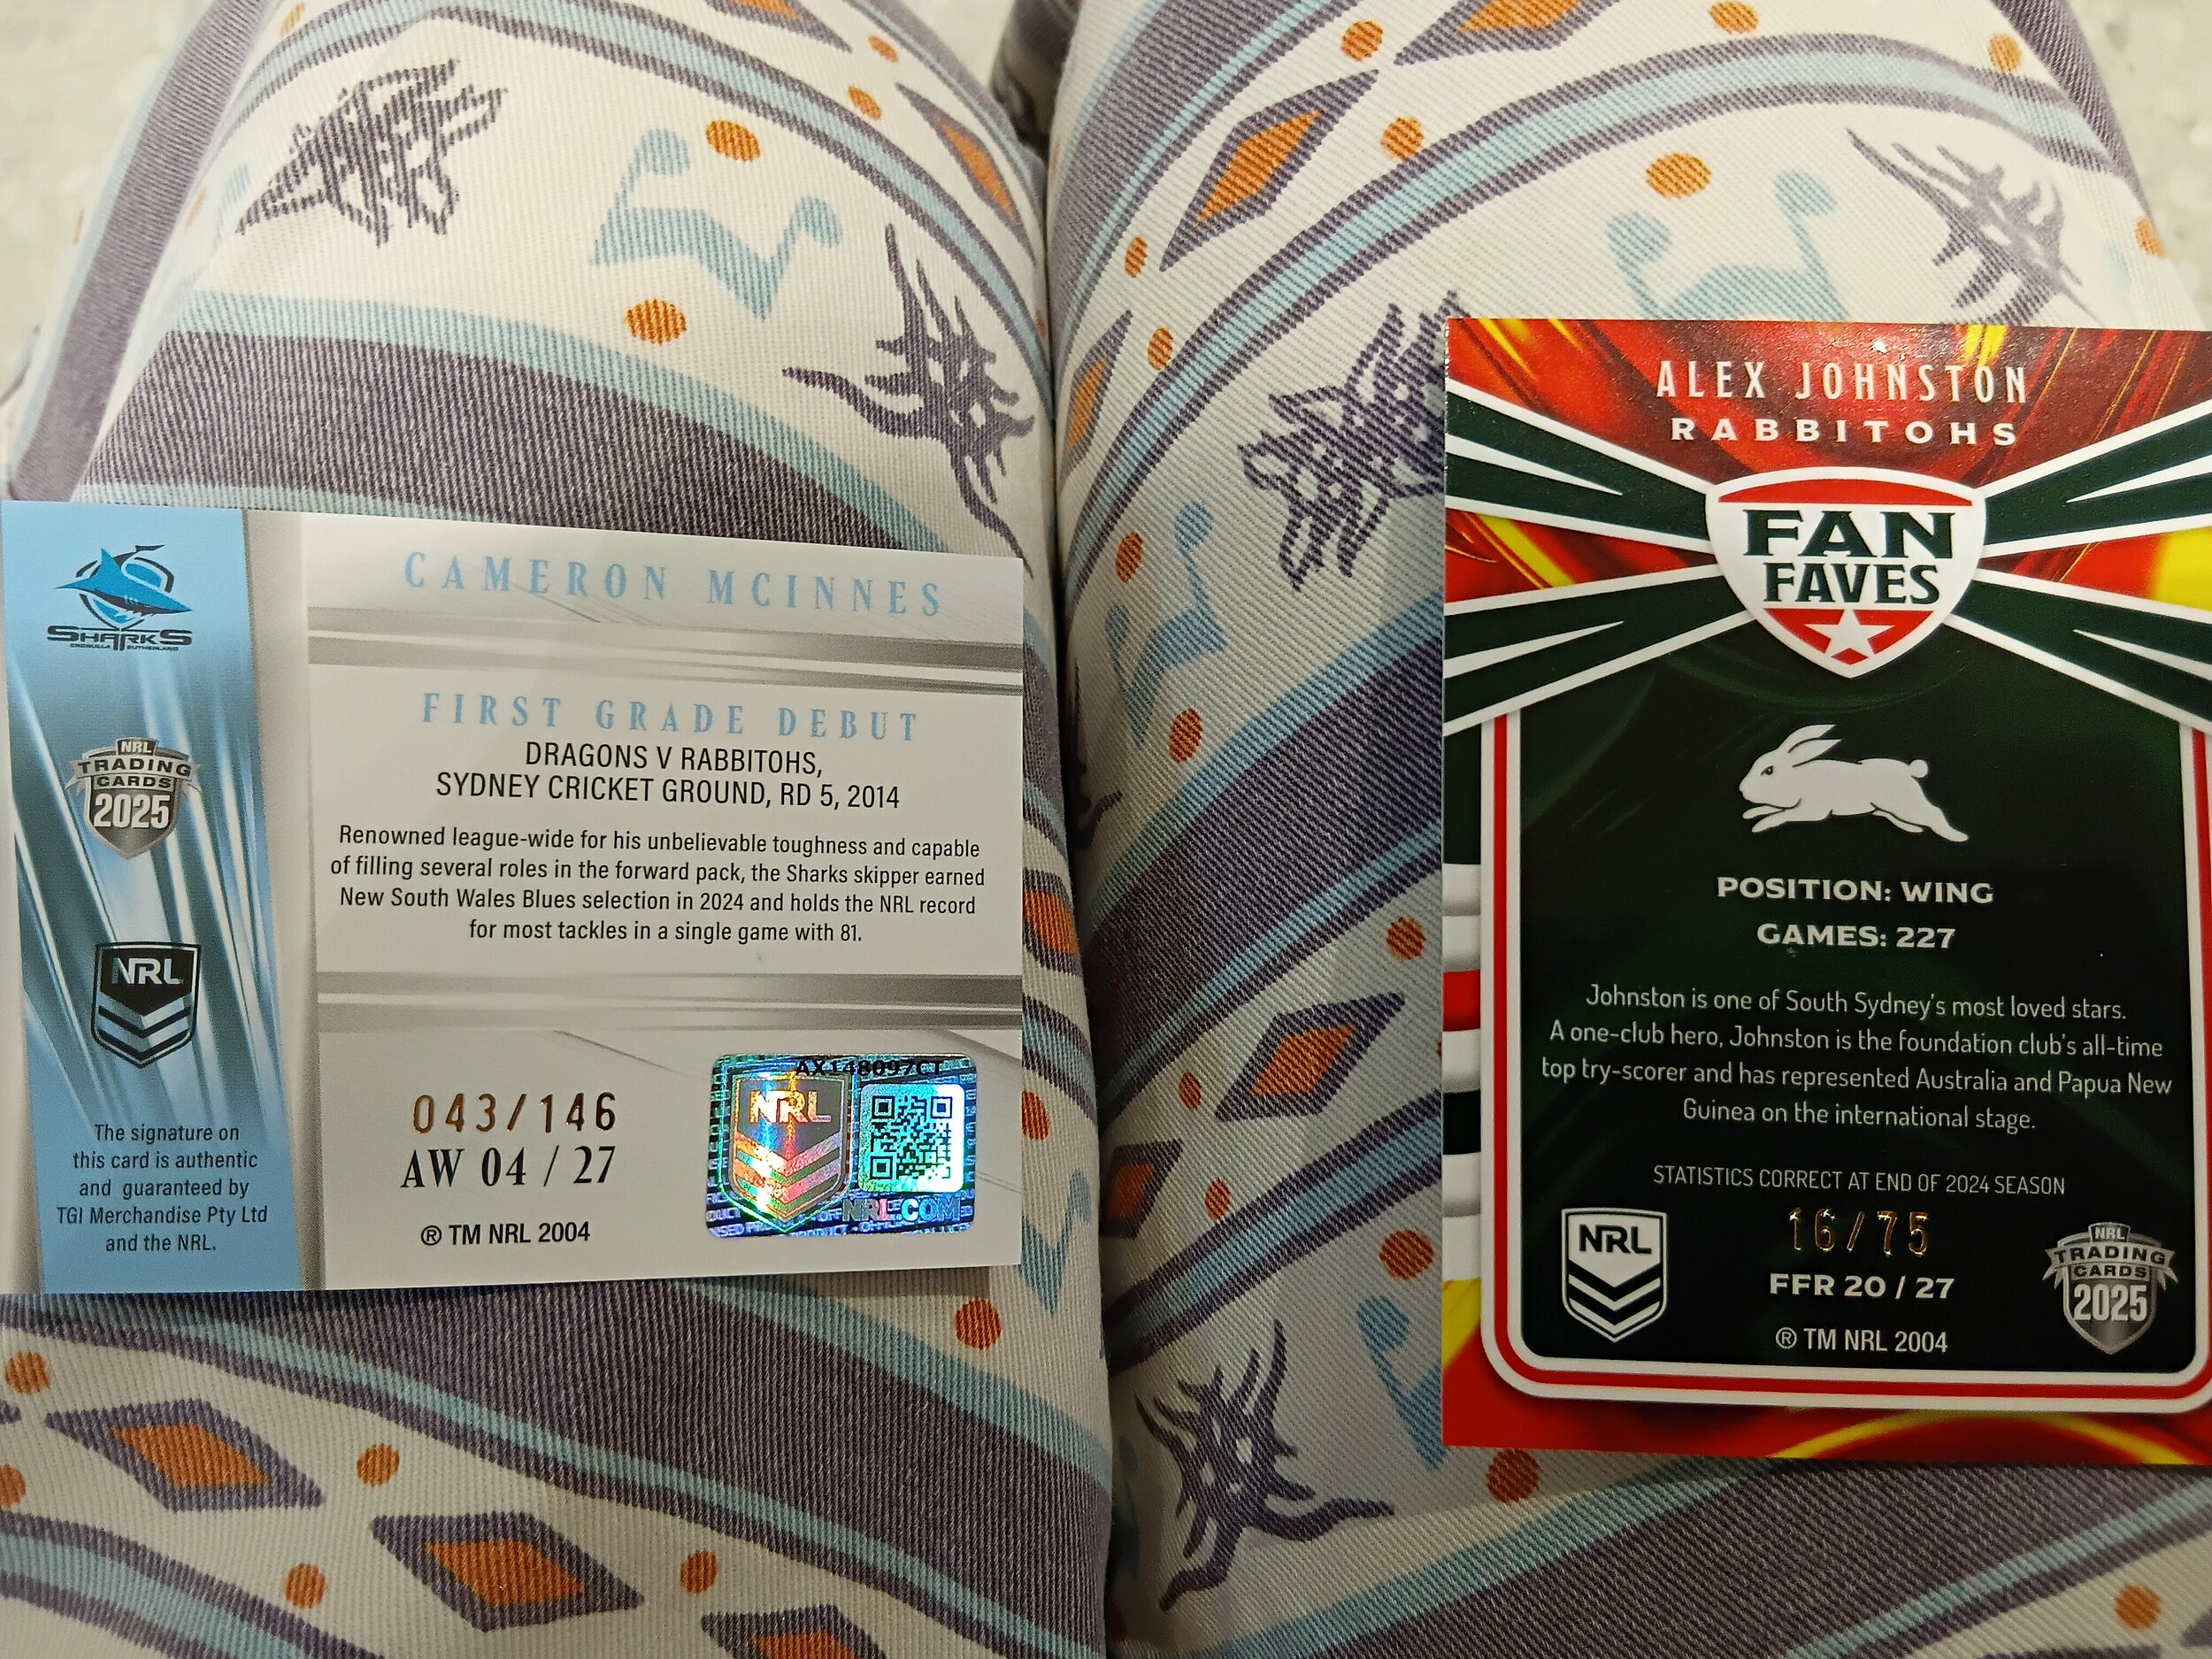 SHARKS
CRONULLA SUTHERLAND
NRL
TRADING
CARDS
2025
NRL
The signature on
this card is authentic
and guaranteed by
TGI Merchandise Pty Ltd
and the NRL.
CAMERON MCINNES
FIRST GRADE DEBUT
DRAGONS V RABBITOHS,
SYDNEY CRICKET GROUND, RD 5, 2014
Renowned league-wide for his unbelievable toughness and capable
of filling several roles in the forward pack, the Sharks skipper earned
New South Wales Blues selection in 2024 and holds the NRL record
for most tackles in a single game with 81.
043/146
AW 04 / 27
® TM NRL 2004
AX148097CT
NRL
NRL.COM
ALEX JOHNSTON
RABBITOHS
FAN
FAVES
POSITION: WING
GAMES: 227
Johnston is one of South Sydney's most loved stars.
A one-club hero, Johnston is the foundation club's all-time
top try-scorer and has represented Australia and Papua New
Guinea on the international stage.
STATISTICS CORRECT AT END OF 2024 SEASON
16/75
FFR 20 / 27
® TM NRL 2004
NRL
NRL
TRADING
CARDS
2025